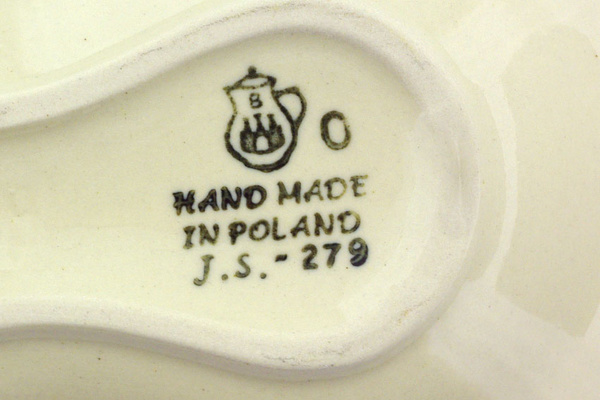 B
O
HAND MADE
IN POLAND
J.S.-279